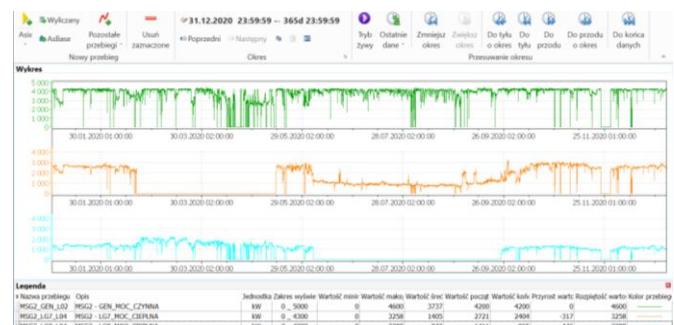 Wyliczany
31.12.2020 23:59:59 -- 365d 23:59:59
Asix
AsBase
Pozostałe przebiegi
Usuń zaznaczone
Poprzedni
Następny
Tryb żywy
Ostatnie dane
Zmniejsz okres
Zwiększ okres
Do tyłu o okres
Do tyłu
Do przodu
Do przodu o okres
Do końca danych
Nowy przebieg
Okres
Przesuwanie okresu
Wykres
5 000
4 000
3 000
2 000
1 000
0
30.01.2020 01:00:00 30.03.2020 02:00:00 29.05.2020 02:00:00 28.07.2020 02:00:00 26.09.2020 02:00:00 25.11.2020 01:00:00
4 000
3 000
2 000
1 000
30.01.2020 01:00:00 30.03.2020 02:00:00 29.05.2020 02:00:00 28.07.2020 02:00:00 26.09.2020 02:00:00 25.11.2020 01:00:00
4 000
3 000
2 000
1 000
30.01.2020 01:00:00 30.03.2020 02:00:00 29.05.2020 02:00:00 28.07.2020 02:00:00 26.09.2020 02:00:00 25.11.2020 01:00:00
Legenda
Nazwa przebiegu Opis Jednostka Zakres Wartość Wartość Wartość Wartość Wartość Przyrost Rozpiętość Kolor przebieg
MSG2_GEN_L02 MSG2 - GEN_MOC_CZYNNA kW 0 _ 5000 0 4600 3737 4200 4200 0 4600
MSG2_LG7_L04 MSG2 - LG7_MOC_CIEPLNA kW 0 _ 4300 0 3258 1405 2721 2404 -317 3258